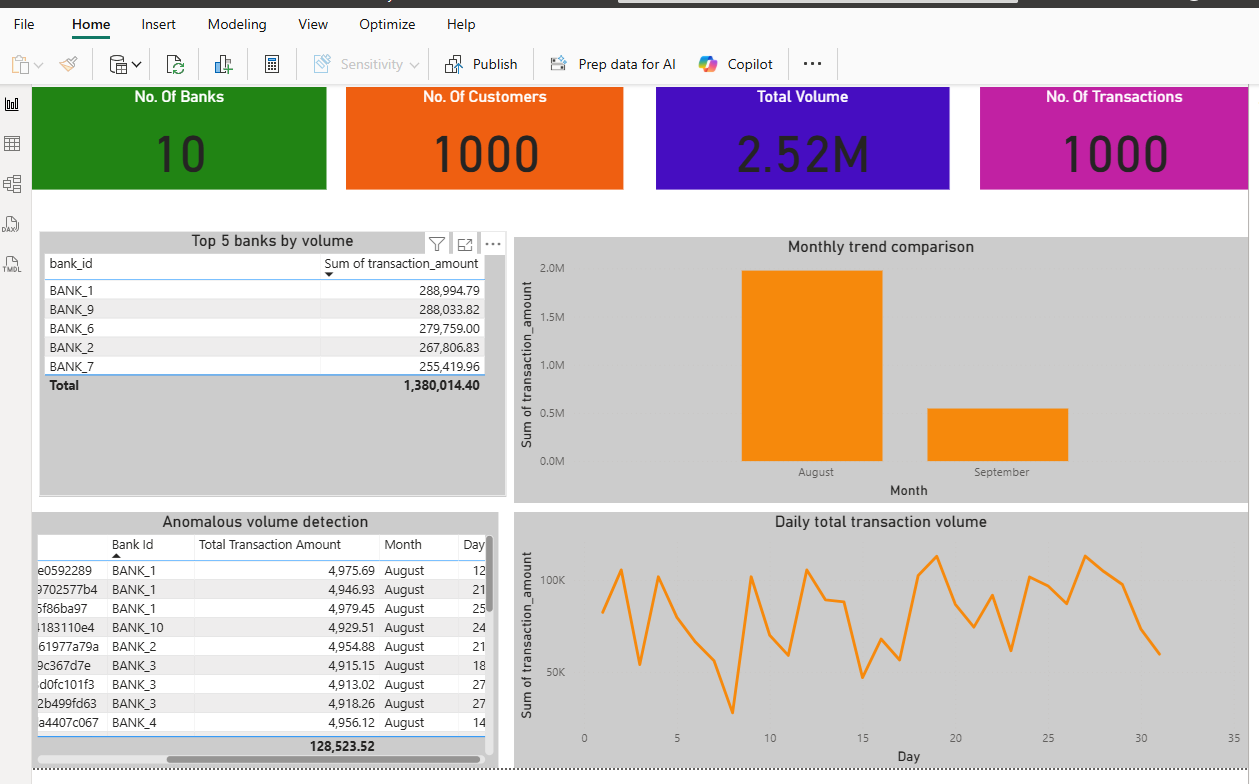 File Home Insert Modeling View Optimize Help
Sensitivity Publish Prep data for AI Copilot
No. Of Banks
10
No. Of Customers
1000
Total Volume
2.52M
No. Of Transactions
1000
DAX
TMDL
Top 5 banks by volume
bank_id Sum of transaction_amount
BANK_1 288,994.79
BANK_9 288,033.82
BANK_6 279,759.00
BANK_2 267,806.83
BANK_7 255,419.96
Total 1,380,014.40
Monthly trend comparison
Sum of transaction_amount
2.0M
1.5M
1.0M
0.5M
0.0M
August September
Month
Anomalous volume detection
Bank Id Total Transaction Amount Month Day
e0592289 BANK_1 4,975.69 August 12
9702577b4 BANK_1 4,946.93 August 21
5f86ba97 BANK_1 4,979.45 August 25
4183110e4 BANK_10 4,929.51 August 24
61977a79a BANK_2 4,954.88 August 21
9c367d7e BANK_3 4,915.15 August 18
d0fc101f3 BANK_3 4,913.02 August 27
2b499fd63 BANK_3 4,918.26 August 27
a4407c067 BANK_4 4,956.12 August 14
128,523.52
Daily total transaction volume
Sum of transaction_amount
100K
50K
0 5 10 15 20 25 30 35
Day